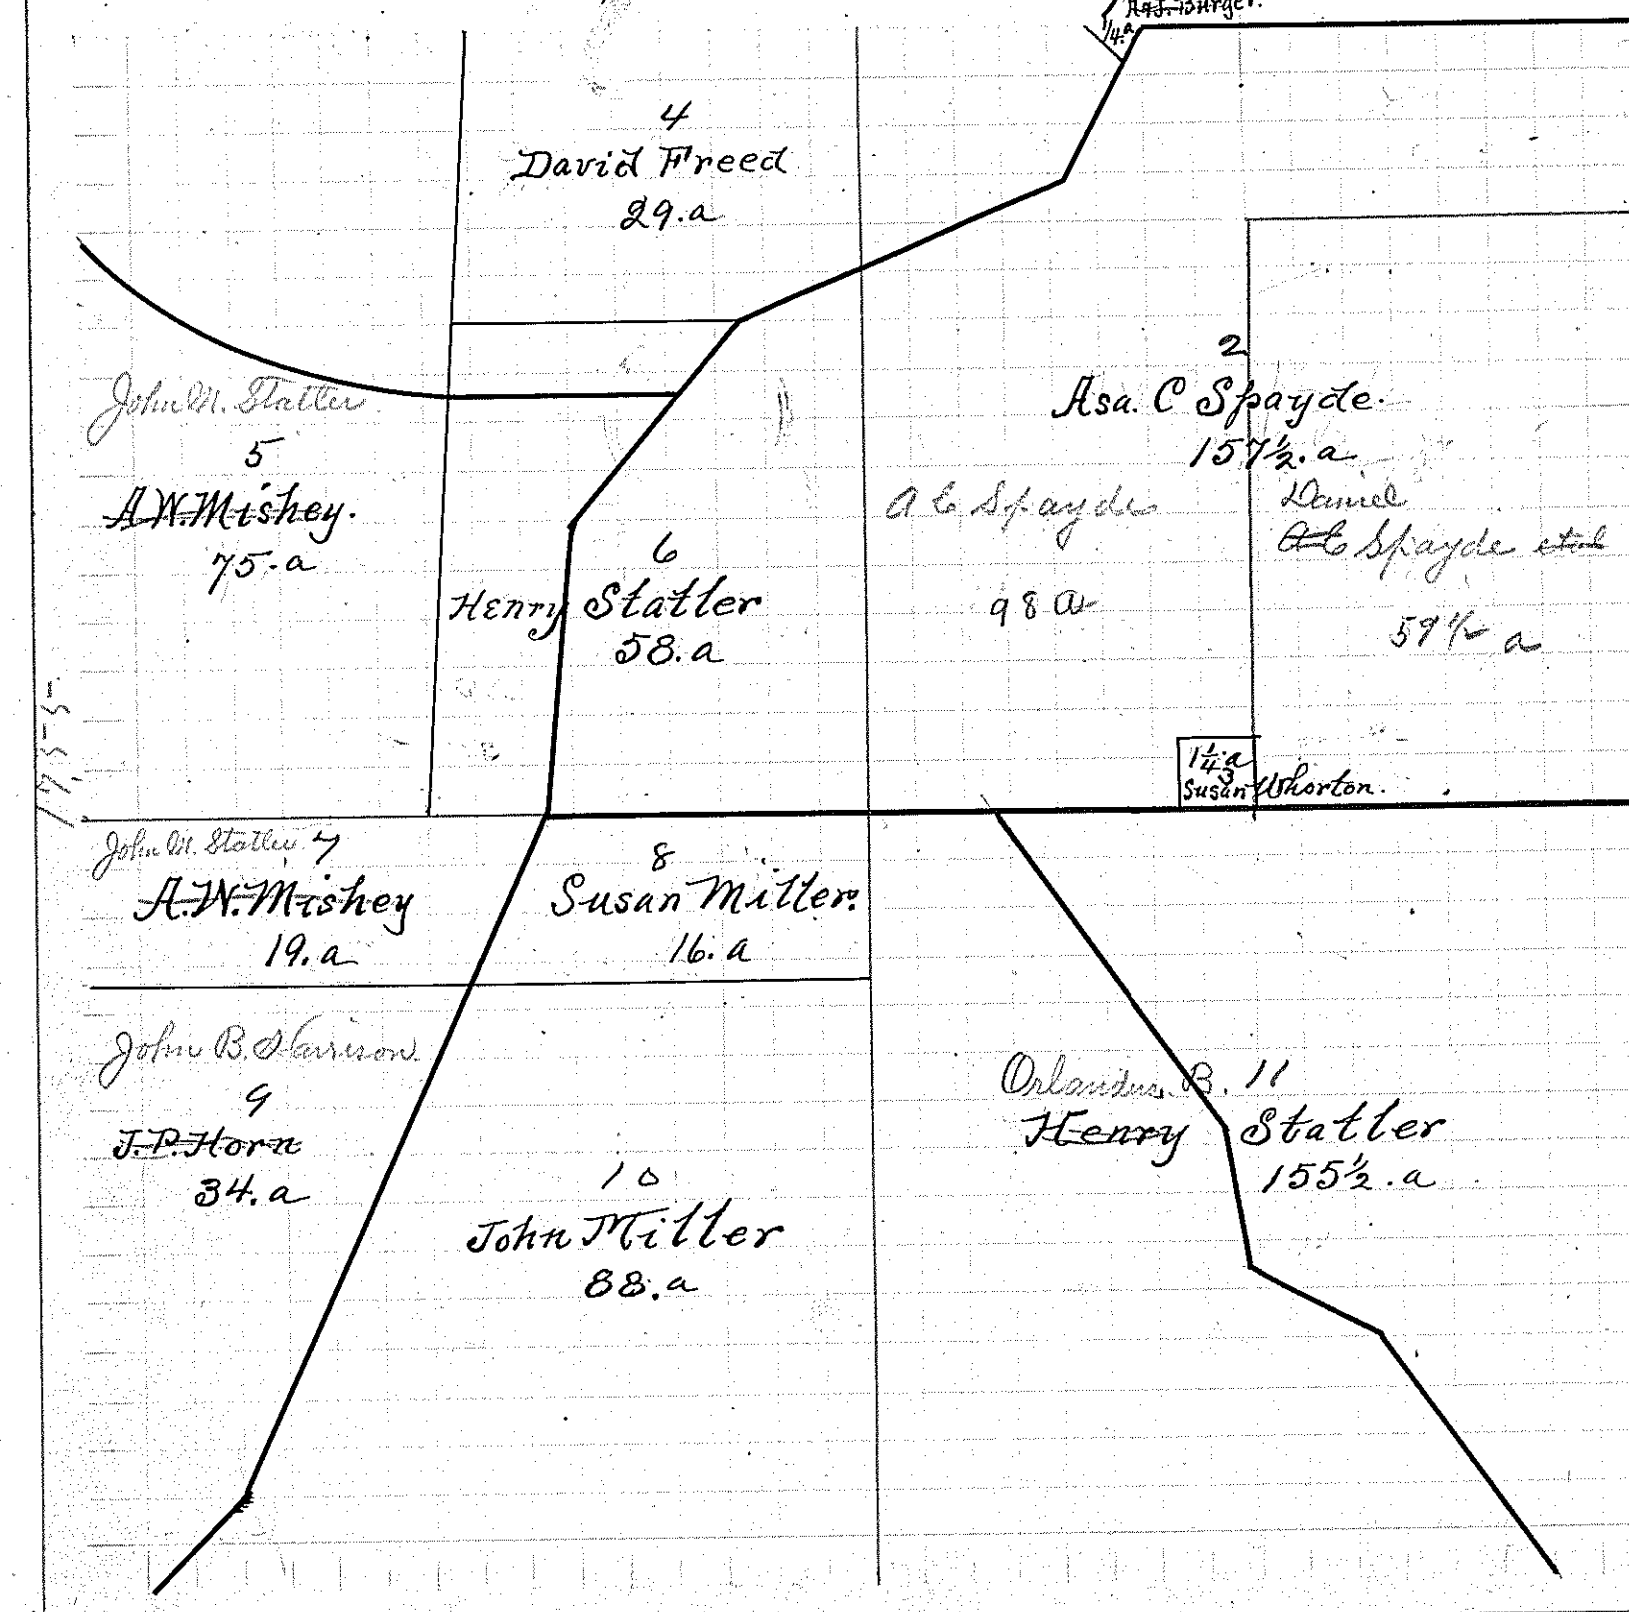 A & J. Burger.
1/4.a
4
David Freed
29.a
2
Asa. C Spayde.
157½.a
John M. Statler
5
A.W. Mishey.
75.a
A E Spayde
98 a
Daniel
A E Spayde et al
59½ a
6
Henry Statler
58.a
1¼.a
3
Susan Whorton.
John M. Statler 7
A.W. Mishey
19.a
8
Susan Miller.
16.a
John B. Harrison
9
J.P. Horn
34.a
10
John Miller
88.a
Orlandus. B. 11
Henry Statler
155½.a